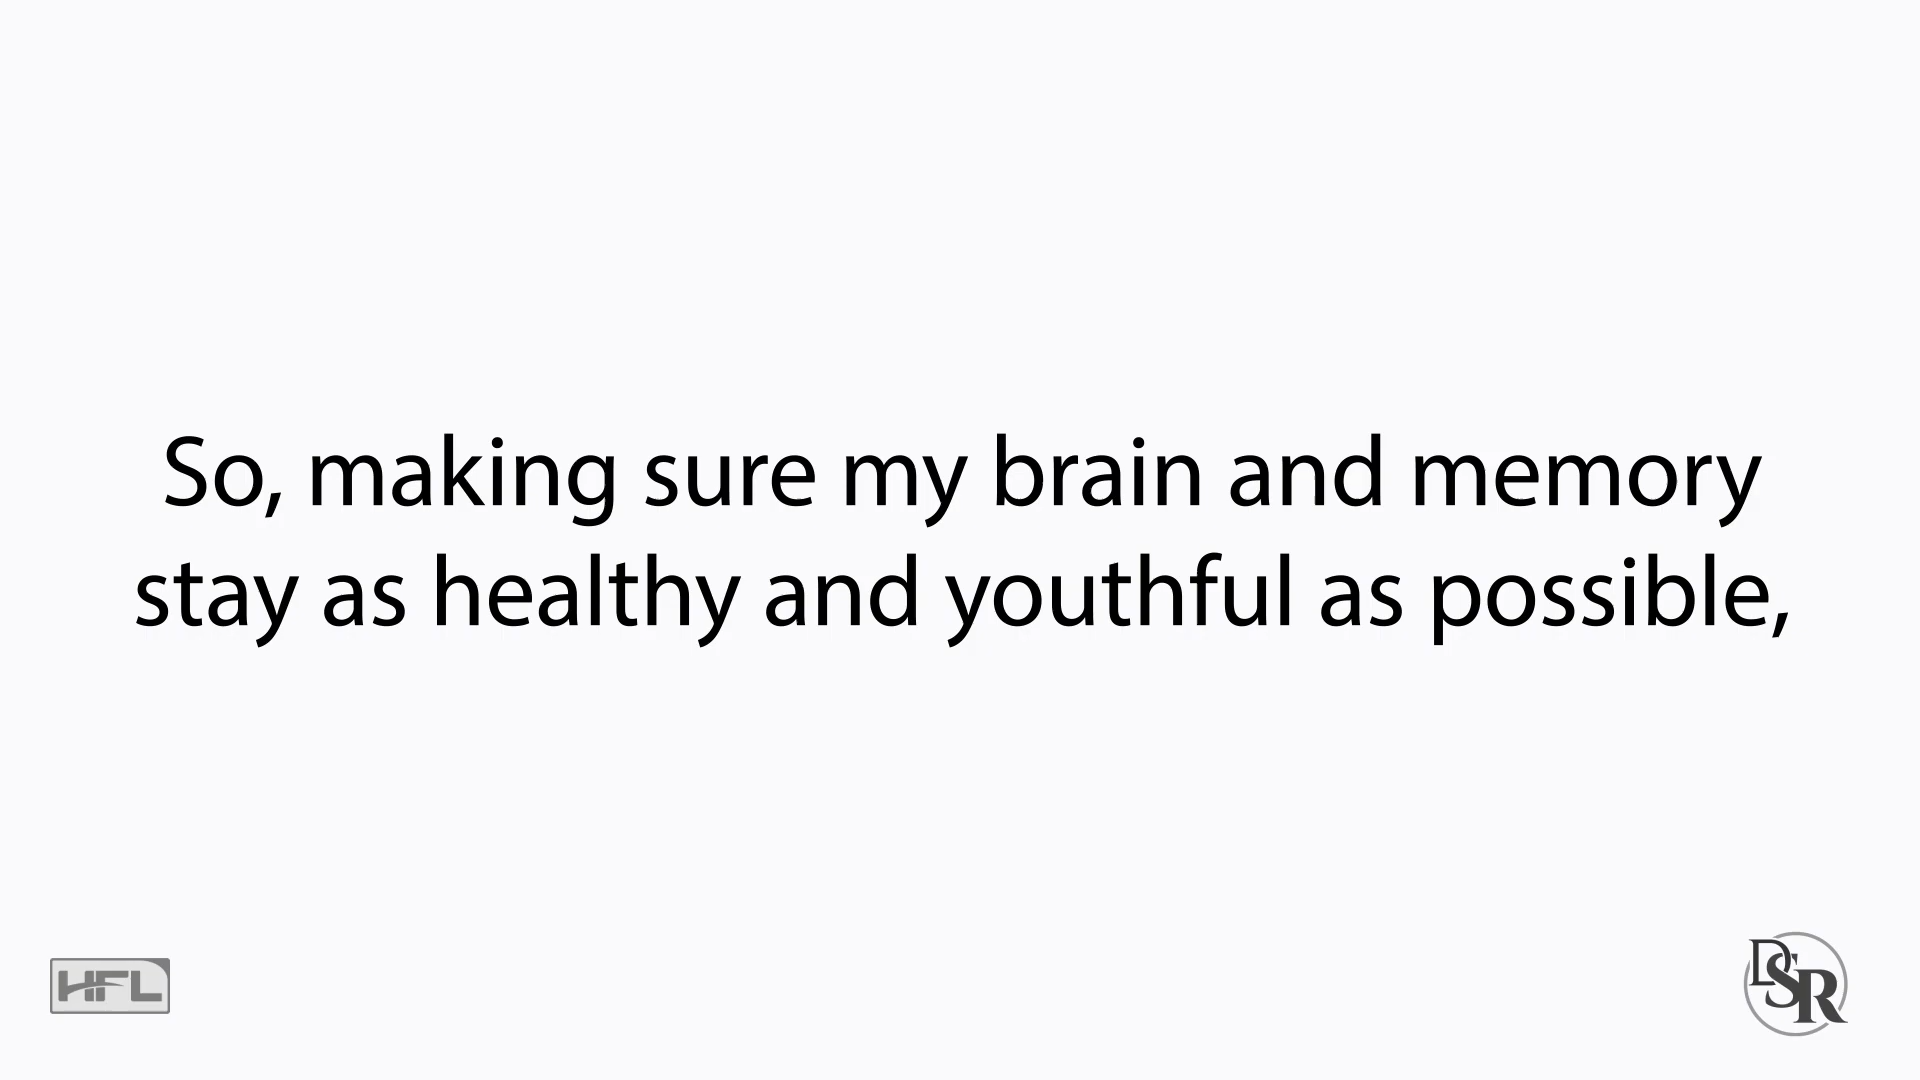 So, making sure my brain and memory
stay as healthy and youthful as possible,
HFL
DSR